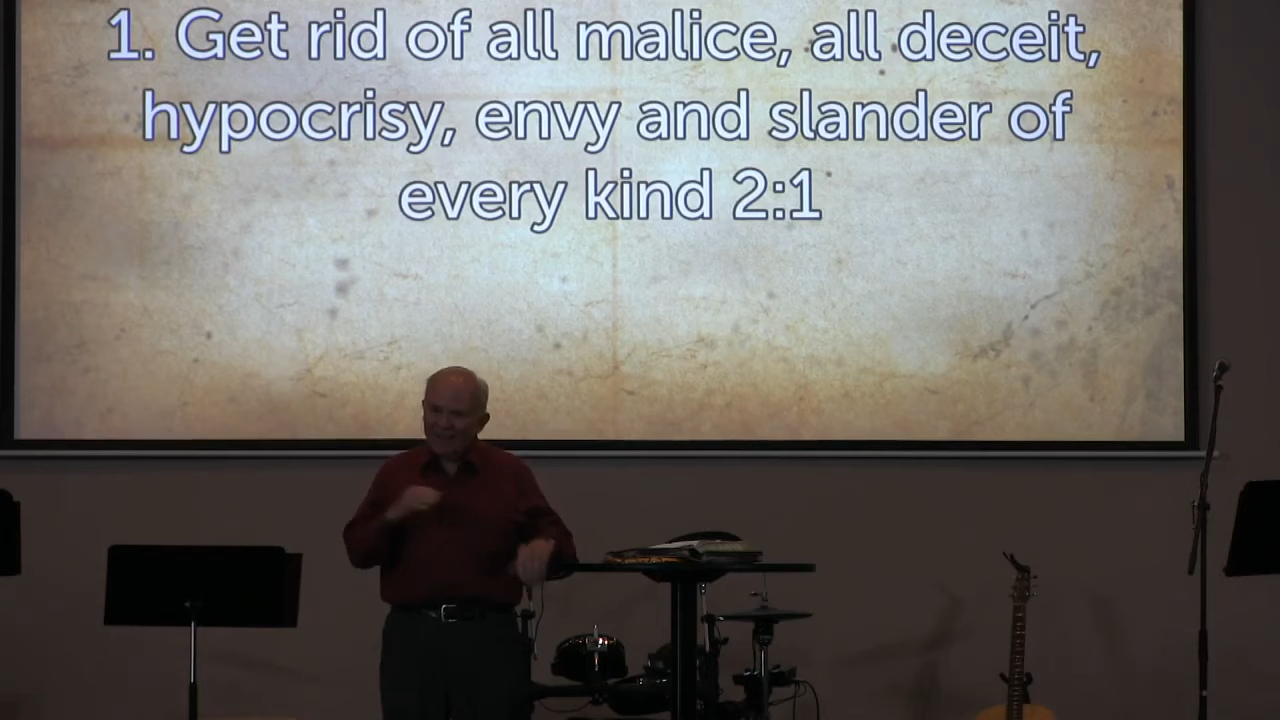 1. Get rid of all malice, all deceit,
hypocrisy, envy and slander of
every kind 2:1